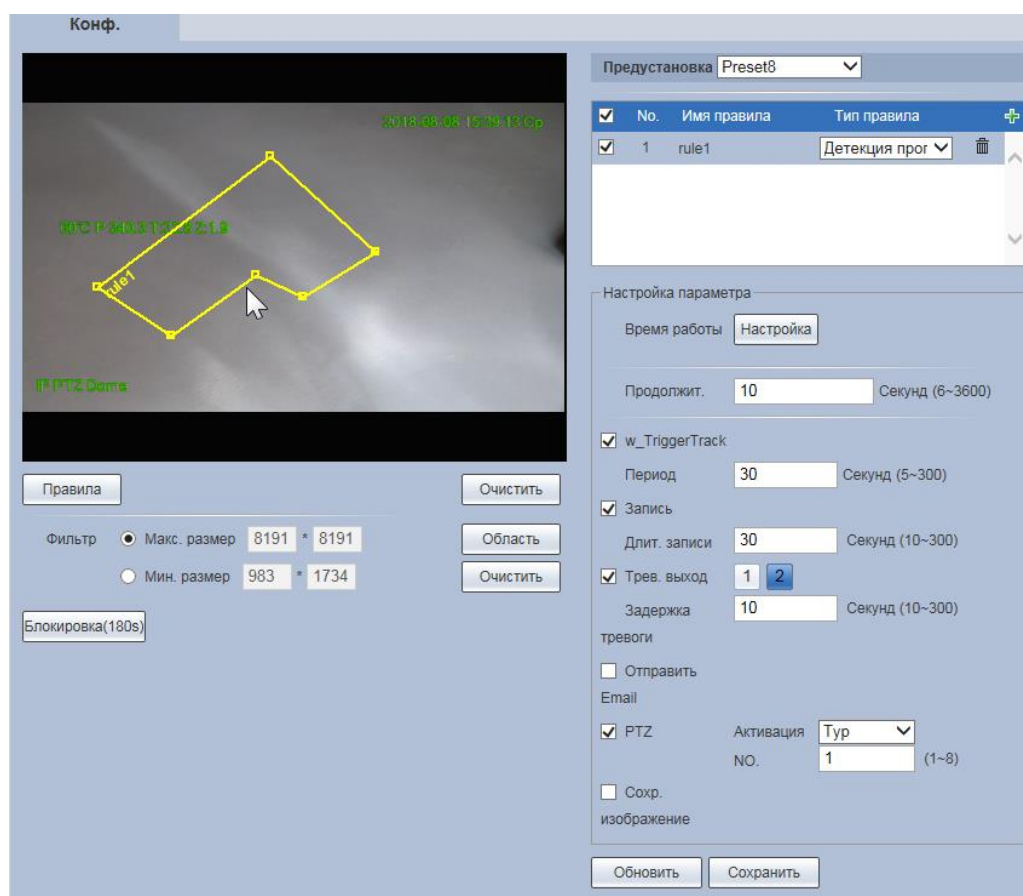 Конф.
Предустановка Preset8
No. Имя правила Тип правила
1 rule1 Детекция прог
2018-08-08 15:39:13 Ср
rule1
IP PTZ Dome
Настройка параметра
Время работы Настройка
Продолжит. 10 Секунд (6~3600)
w_TriggerTrack
Период 30 Секунд (5~300)
Запись
Длит. записи 30 Секунд (10~300)
Трев. выход 1 2
Задержка 10 Секунд (10~300)
тревоги
Отправить
Email
PTZ Активация Тур
NO. 1 (1~8)
Сохр.
изображение
Обновить Сохранить
Правила Очистить
Фильтр Макс. размер 8191 * 8191 Область
Мин. размер 983 * 1734 Очистить
Блокировка(180s)